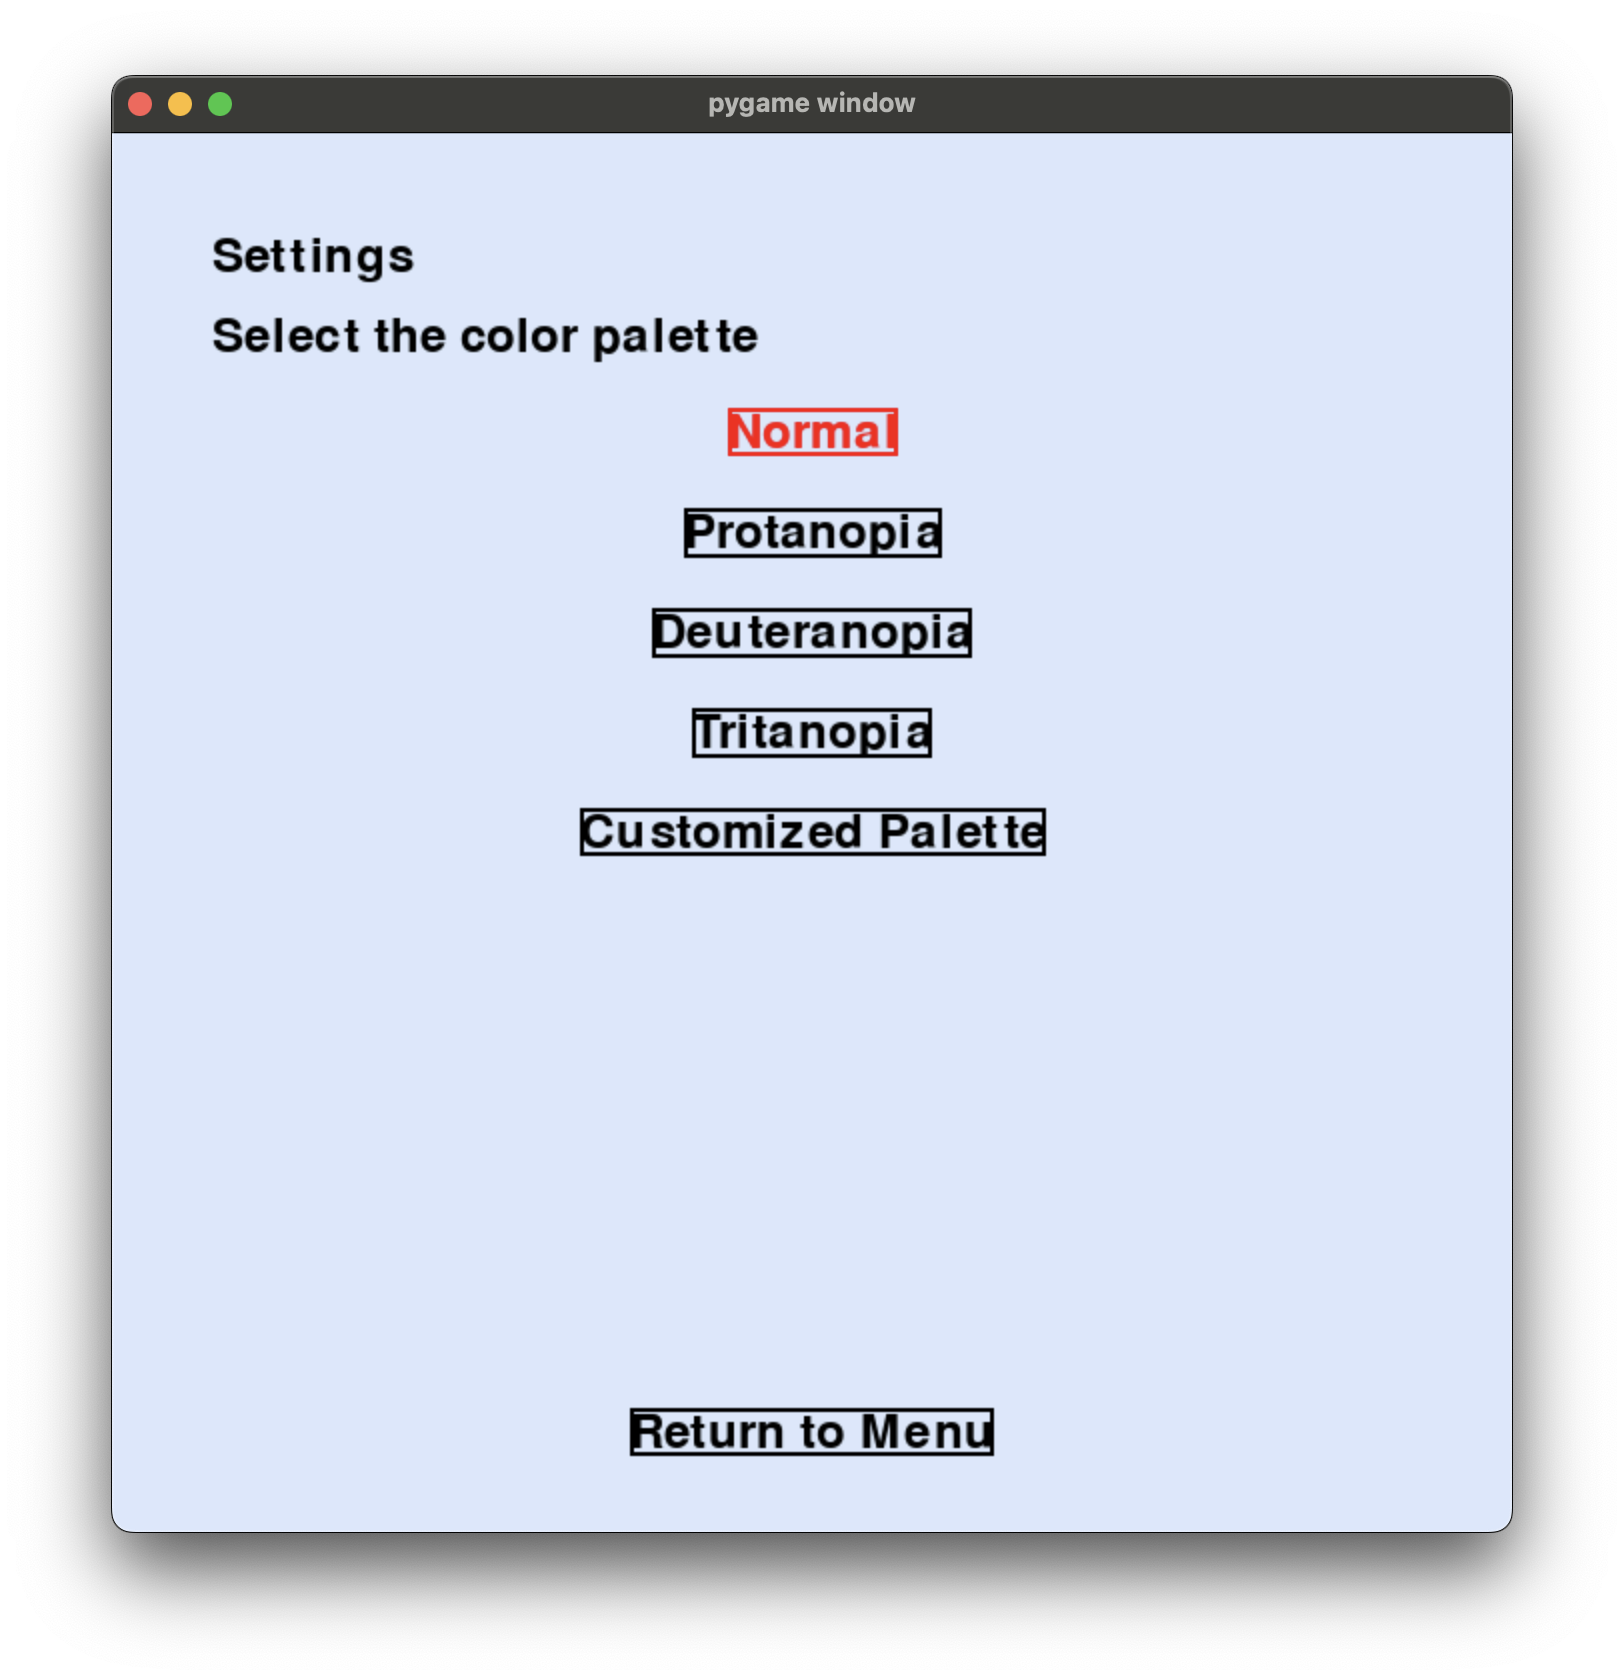 pygame window
Settings
Select the color palette
Normal
Protanopia
Deuteranopia
Tritanopia
Customized Palette
Return to Menu